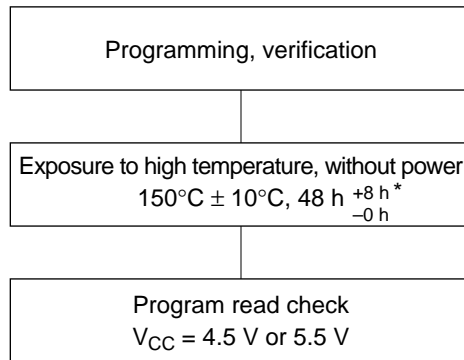 Programming, verification
Exposure to high temperature, without power
150°C ± 10°C, 48 h +8 h *
–0 h
Program read check
VCC = 4.5 V or 5.5 V